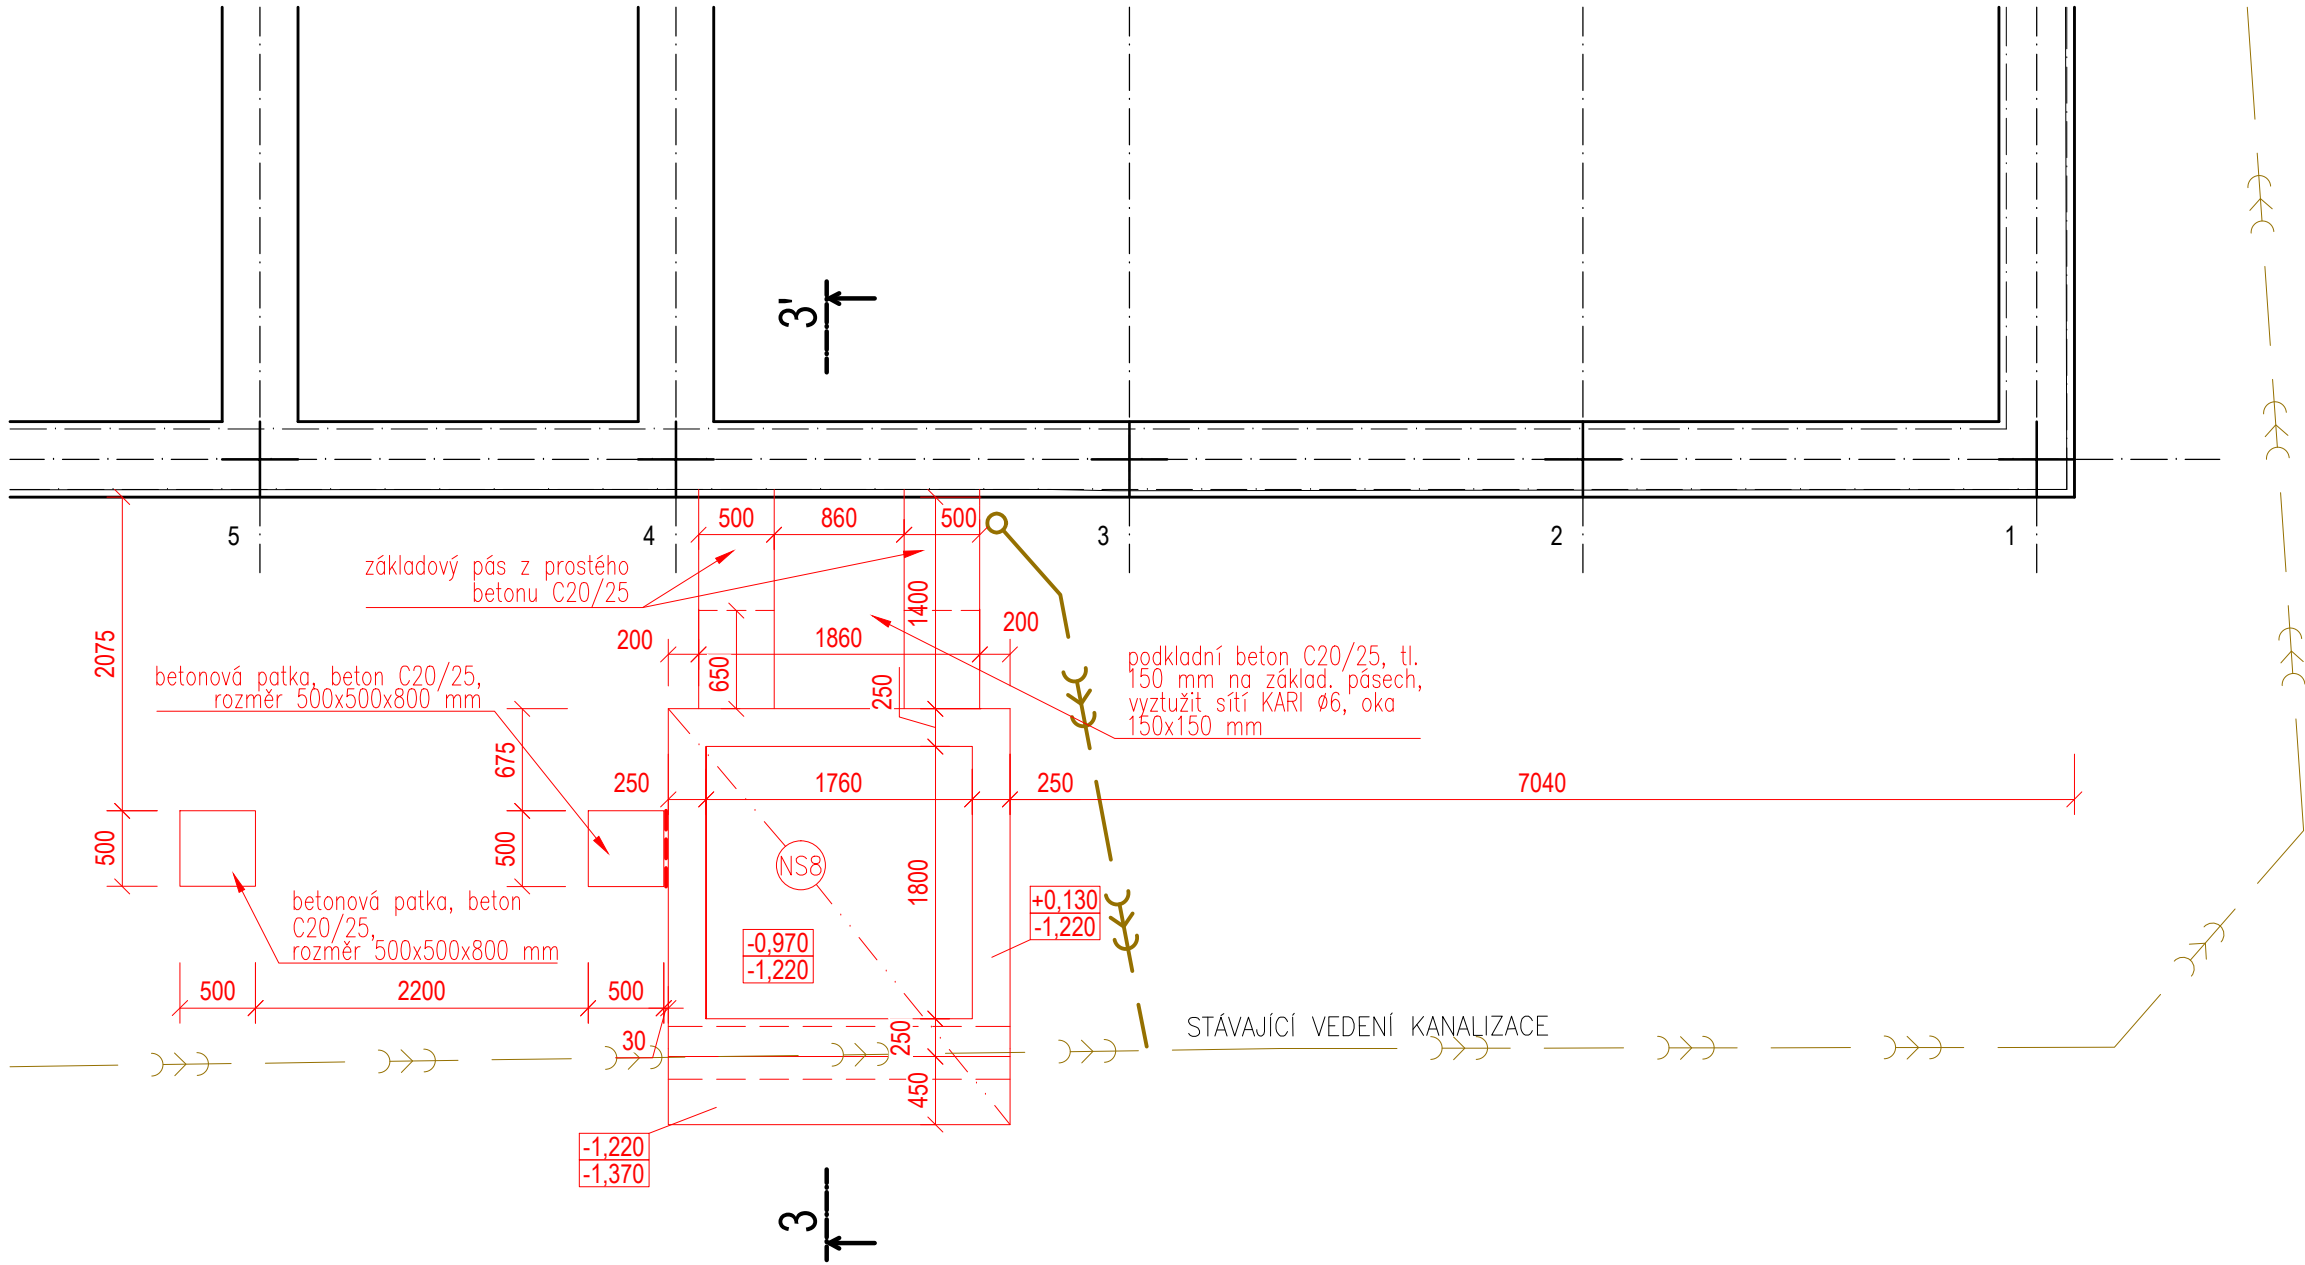 3'
5
4
3
2
1
500
860
500
základový pás z prostého
betonu C20/25
1400
200
1860
200
2075
650
250
betonová patka, beton C20/25,
rozměr 500x500x800 mm
podkladní beton C20/25, tl.
150 mm na základ. pásech,
vyztužit sítí KARI ø6, oka
150x150 mm
675
250
1760
250
7040
500
500
NS8
1800
betonová patka, beton
C20/25,
rozměr 500x500x800 mm
+0,130
-1,220
-0,970
-1,220
500
2200
500
30
250
STÁVAJÍCÍ VEDENÍ KANALIZACE
450
-1,220
-1,370
3